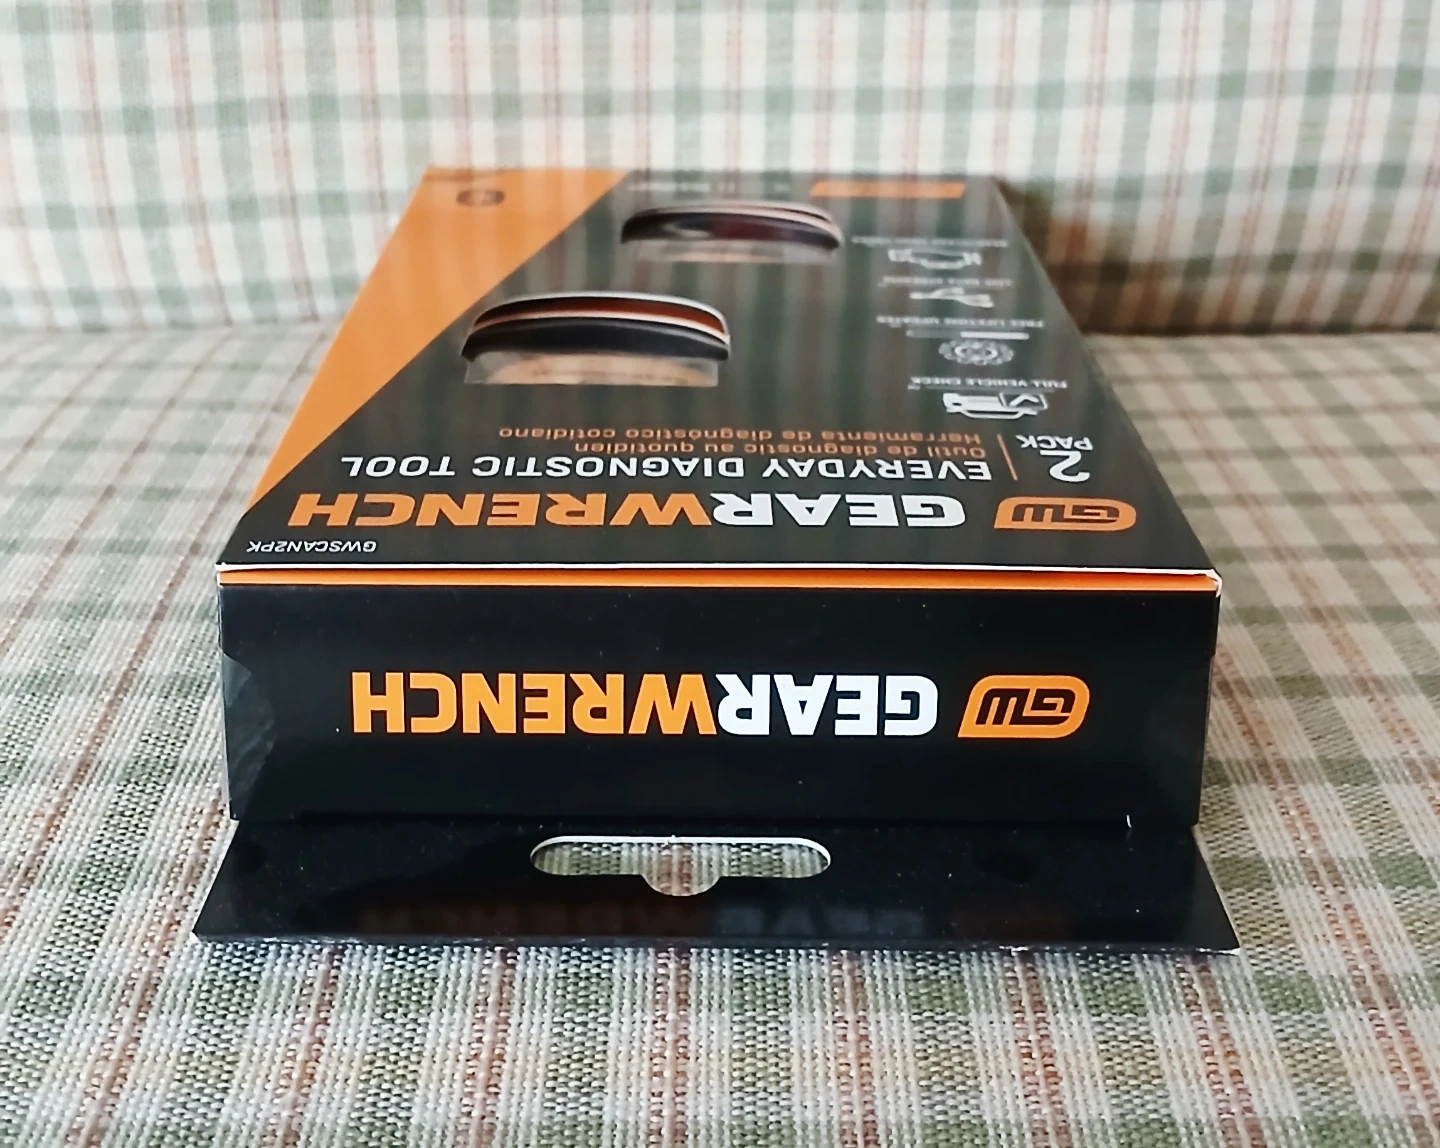 GWSCAN2PK
GW GEARWRENCH
2 PACK
EVERYDAY DIAGNOSTIC TOOL
Outil de diagnostic au quotidien
Herramienta de diagnóstico cotidiano
FULL VEHICLE CHECK™
FREE LIFETIME UPDATES
GW GEARWRENCH